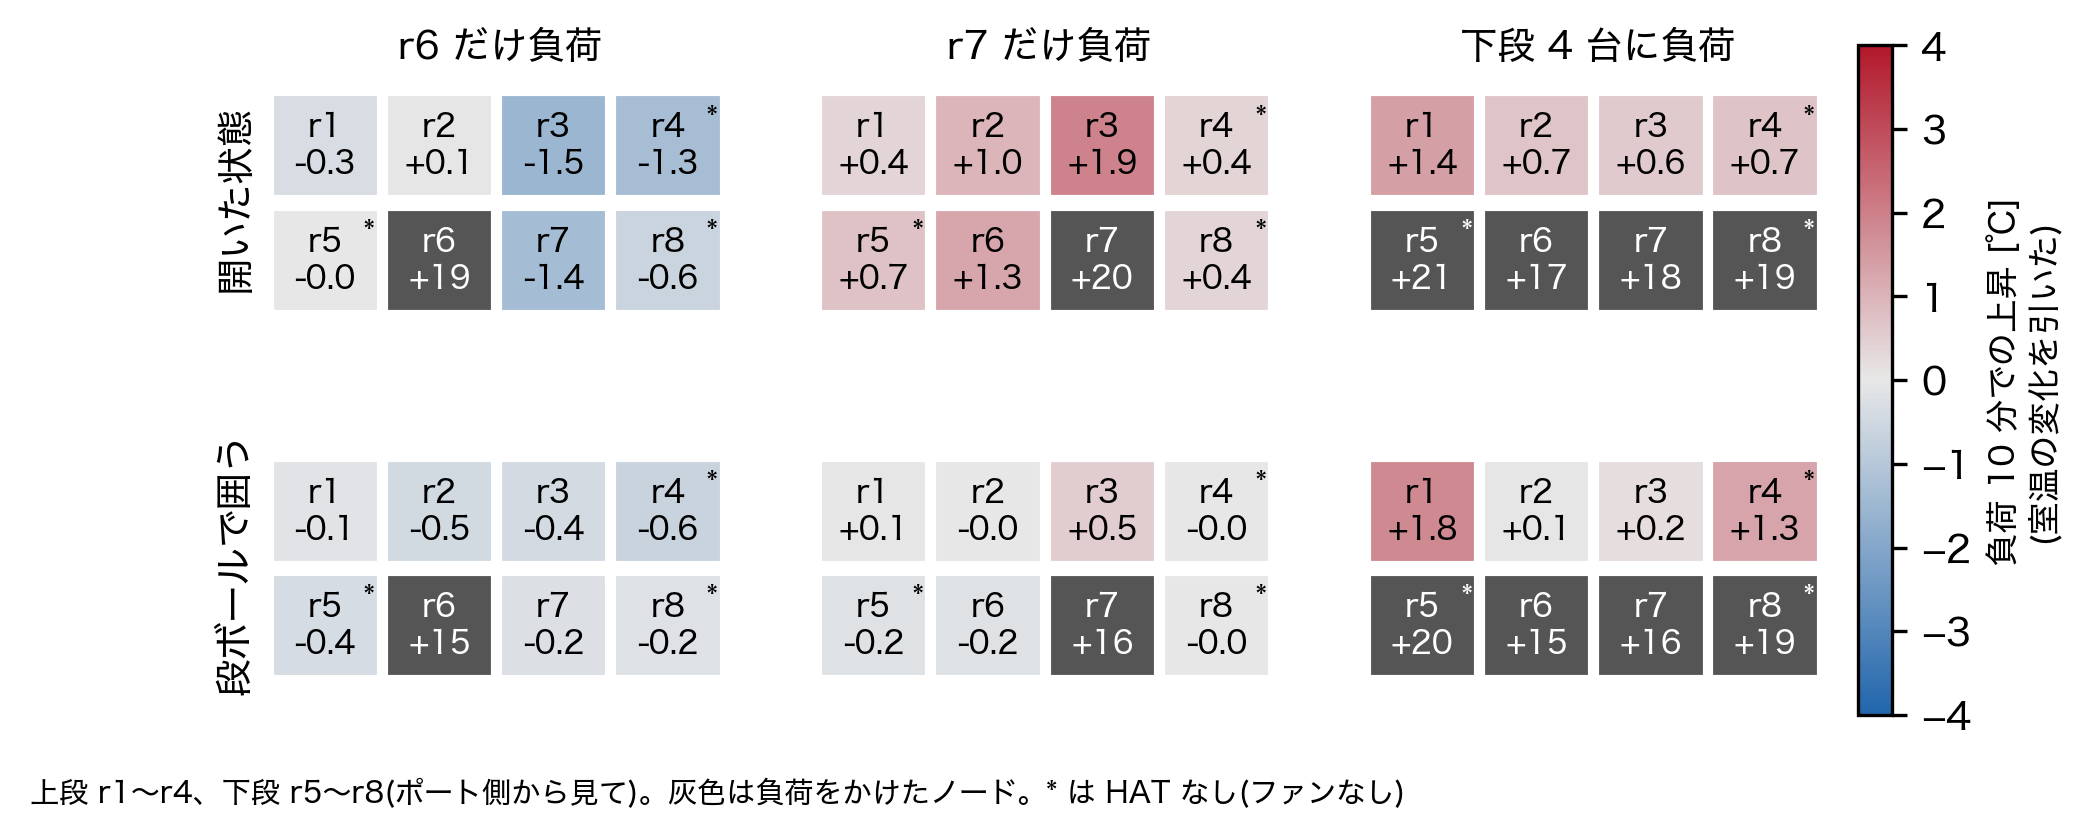 r6 だけ負荷
r7 だけ負荷
下段 4 台に負荷
開いた状態
r1 r2 r3 r4 *
-0.3 +0.1 -1.5 -1.3
r5 * r6 r7 r8 *
-0.0 +19 -1.4 -0.6
r1 r2 r3 r4 *
+0.4 +1.0 +1.9 +0.4
r5 * r6 r7 r8 *
+0.7 +1.3 +20 +0.4
r1 r2 r3 r4 *
+1.4 +0.7 +0.6 +0.7
r5 * r6 r7 r8 *
+21 +17 +18 +19
段ボールで囲う
r1 r2 r3 r4 *
-0.1 -0.5 -0.4 -0.6
r5 * r6 r7 r8 *
-0.4 +15 -0.2 -0.2
r1 r2 r3 r4 *
+0.1 -0.0 +0.5 -0.0
r5 * r6 r7 r8 *
-0.2 -0.2 +16 -0.0
r1 r2 r3 r4 *
+1.8 +0.1 +0.2 +1.3
r5 * r6 r7 r8 *
+20 +15 +16 +19
4
3
2
1
0
−1
−2
−3
−4
負荷 10 分での上昇 [°C]
(室温の変化を引いた)
上段 r1〜r4、下段 r5〜r8(ポート側から見て)。灰色は負荷をかけたノード。* は HAT なし(ファンなし)